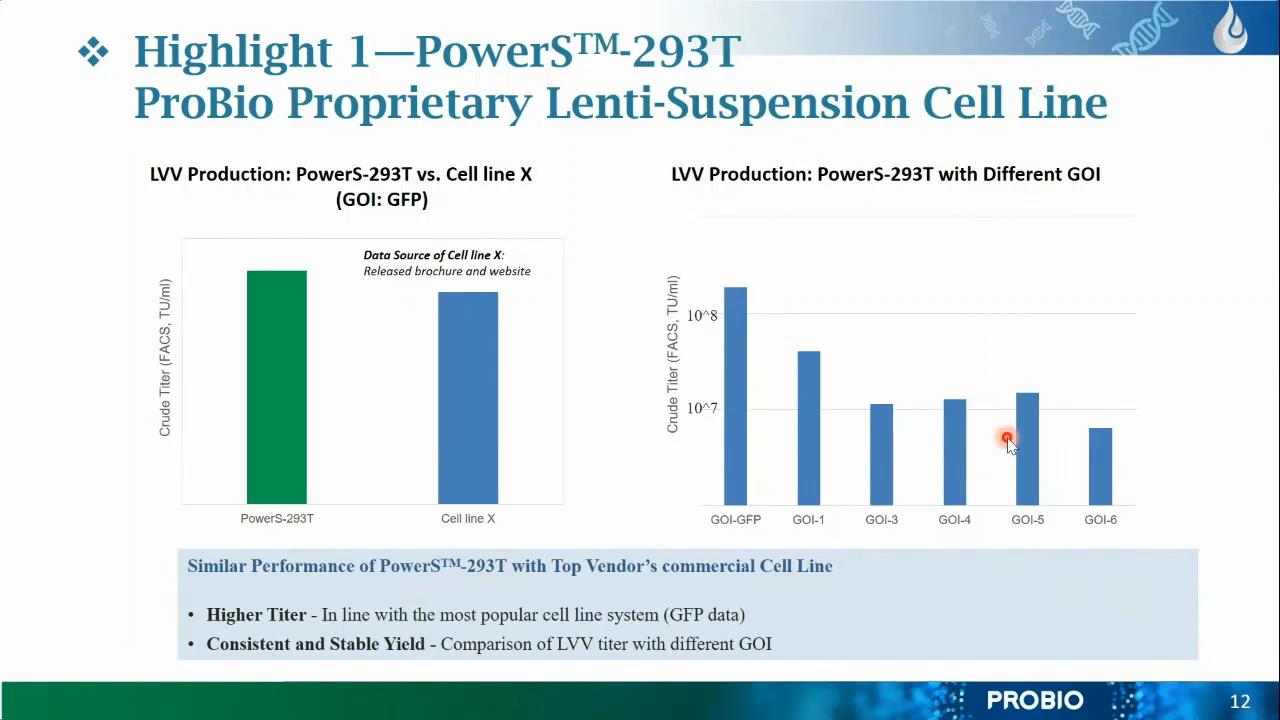 ❖ Highlight 1—PowerS™-293T
ProBio Proprietary Lenti-Suspension Cell Line
LVV Production: PowerS-293T vs. Cell line X
(GOI: GFP)
Data Source of Cell line X:
Released brochure and website
Crude Titer (FACS, TU/ml)
PowerS-293T
Cell line X
LVV Production: PowerS-293T with Different GOI
Crude Titer (FACS, TU/ml)
10^8
10^7
GOI-GFP
GOI-1
GOI-3
GOI-4
GOI-5
GOI-6
Similar Performance of PowerS™-293T with Top Vendor’s commercial Cell Line
• Higher Titer - In line with the most popular cell line system (GFP data)
• Consistent and Stable Yield - Comparison of LVV titer with different GOI
PROBIO
12